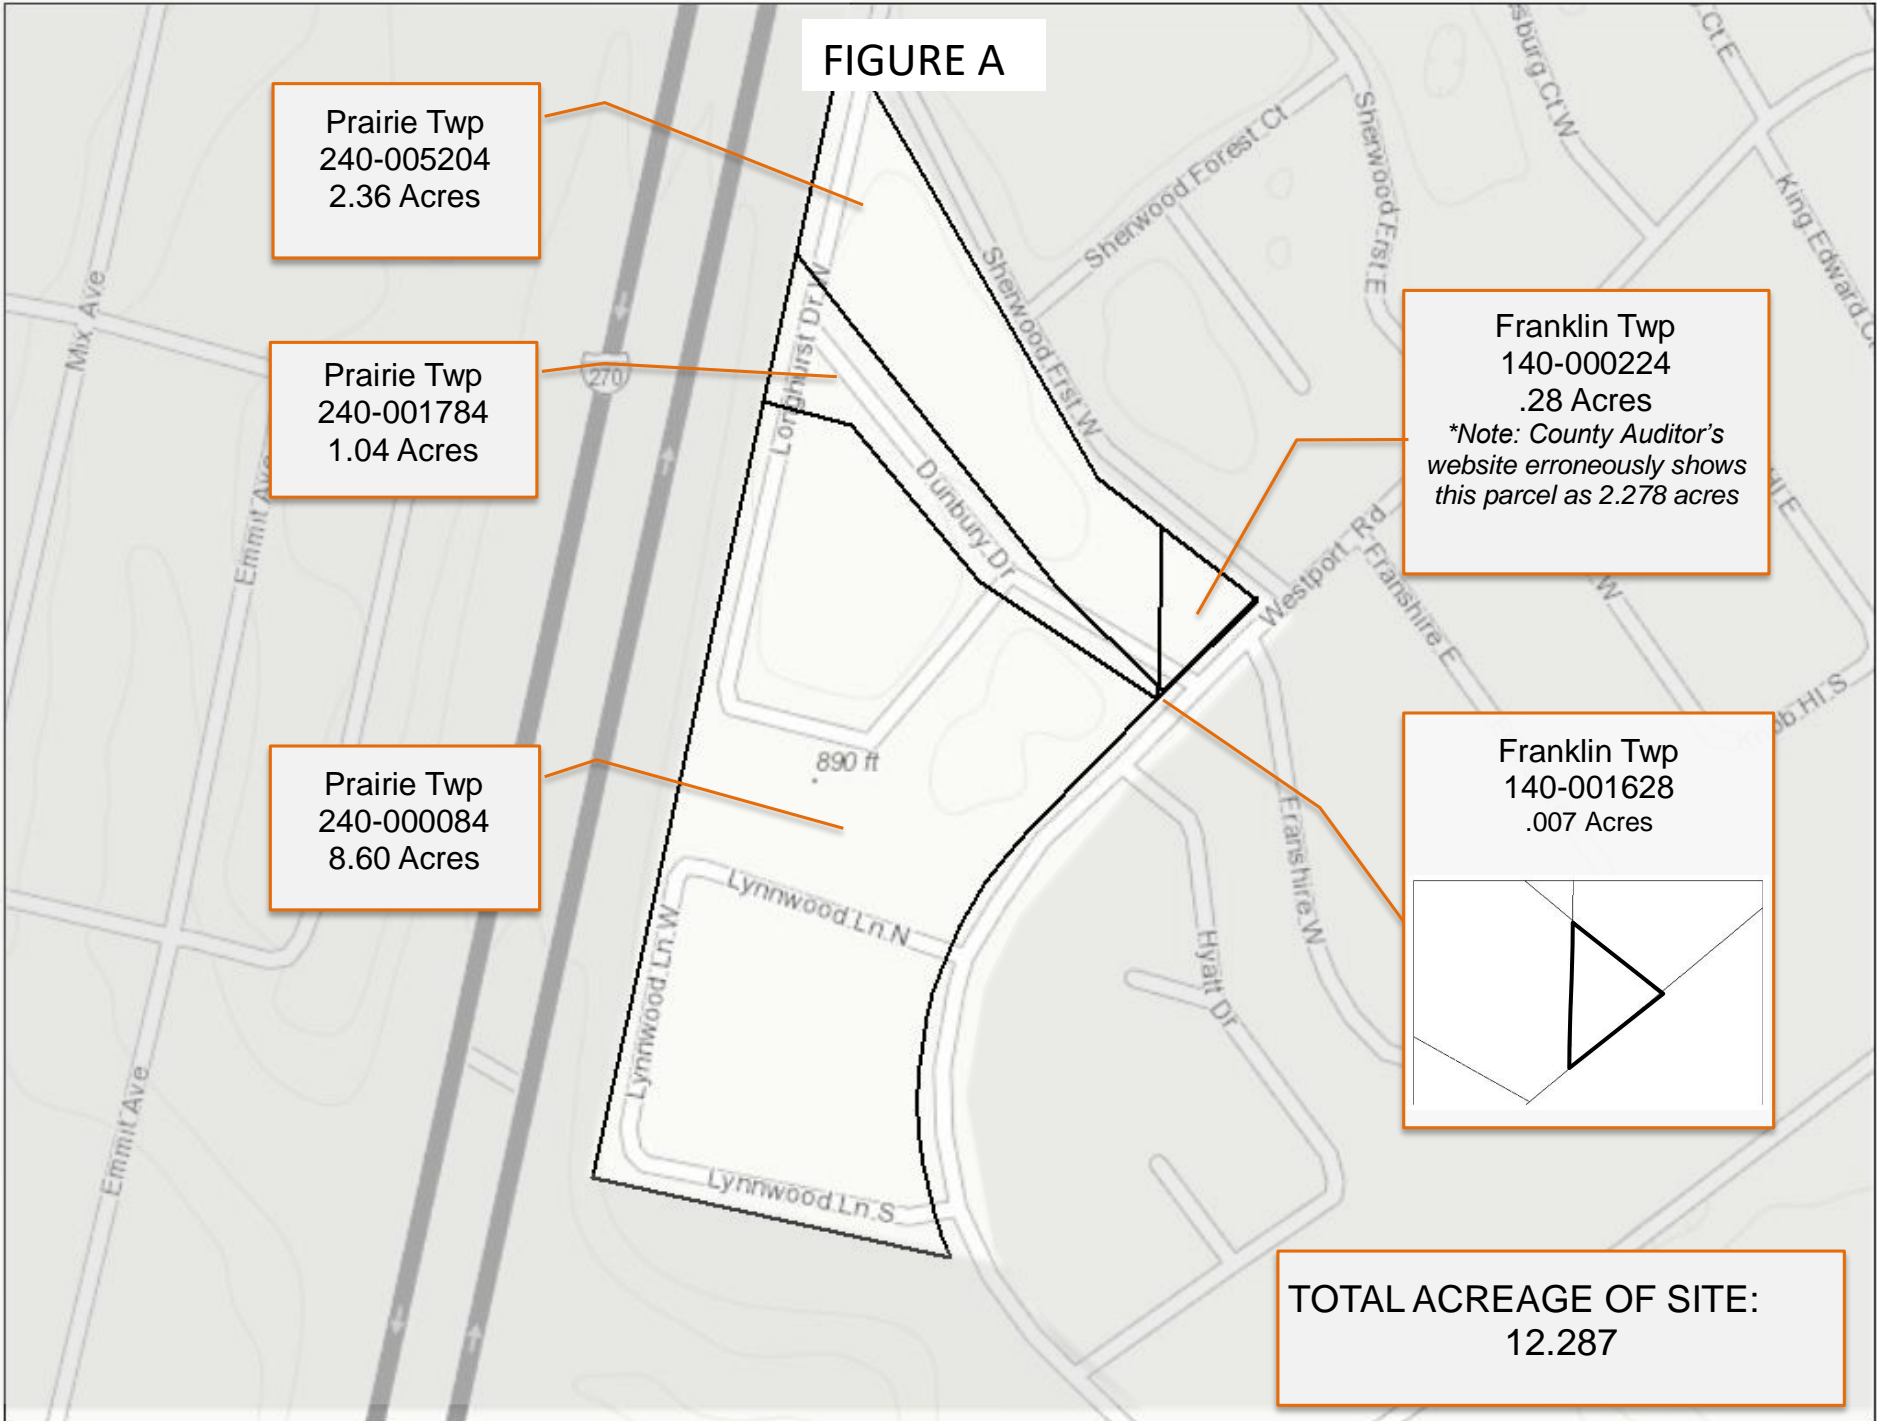 FIGURE A
Prairie Twp
240-005204
2.36 Acres
Prairie Twp
240-001784
1.04 Acres
Prairie Twp
240-000084
8.60 Acres
Franklin Twp
140-000224
.28 Acres
*Note: County Auditor's
website erroneously shows
this parcel as 2.278 acres
Franklin Twp
140-001628
.007 Acres
TOTAL ACREAGE OF SITE:
12.287
Mix Ave
Emmit Ave
Emmit Ave
270
Longhurst Dr W
Dunbury Dr
Sherwood Frst W
Sherwood Forest Ct
Sherwood Frst E
Ct W
Ct E
King Edward
Westport Rd
Franshire E
Franshire W
Hl E
W
Hl S
Hyatt Dr
890 ft
Lynnwood Ln N
Lynnwood Ln W
Lynnwood Ln S